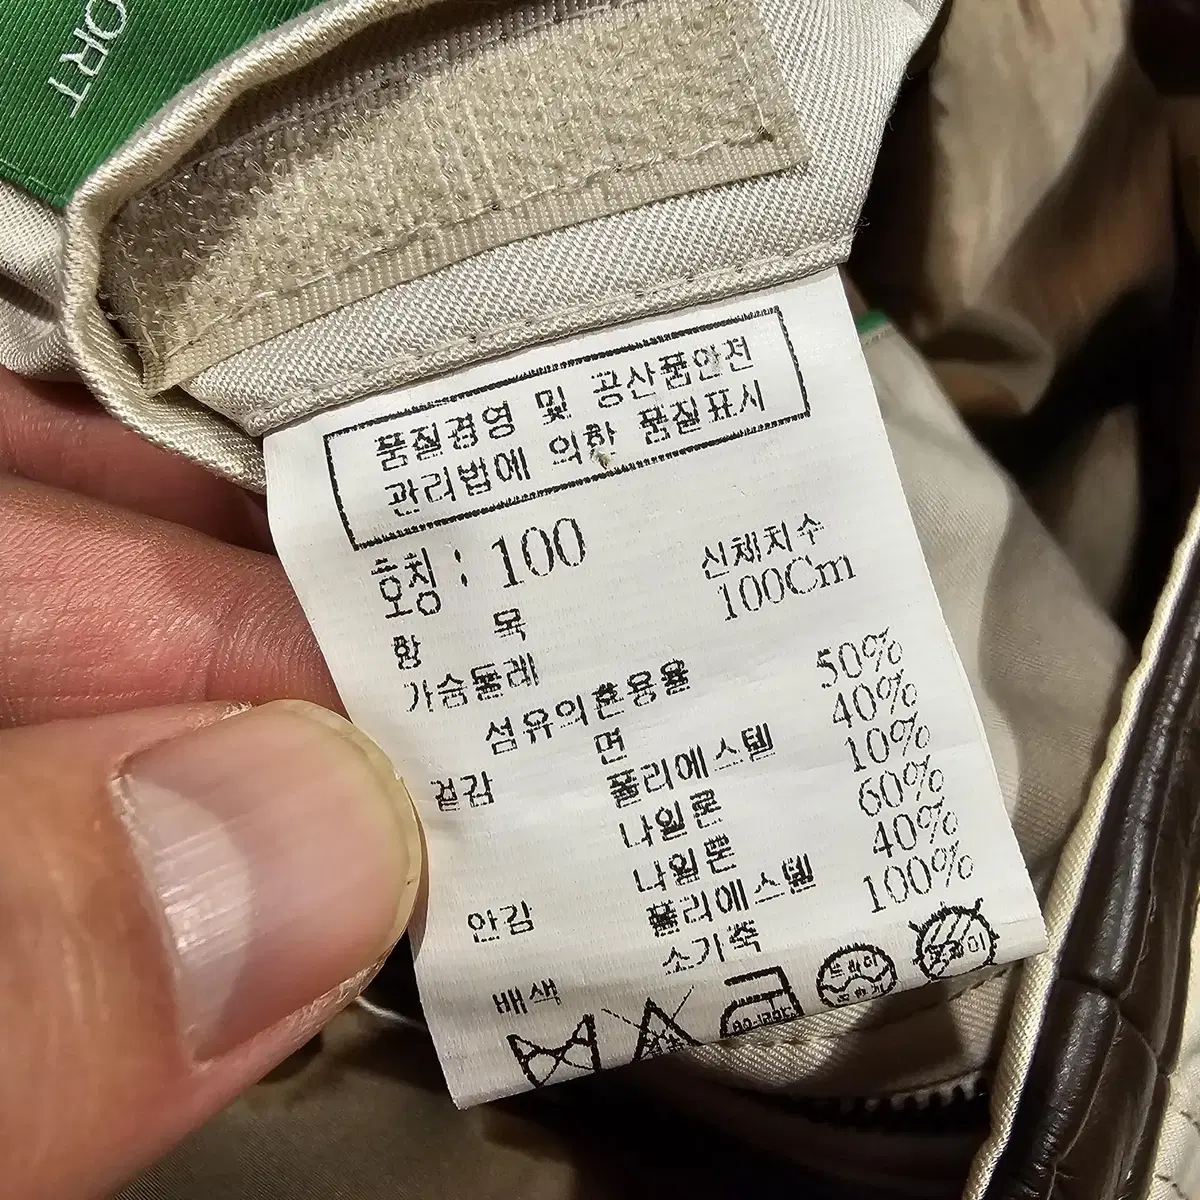 ORT
품질경영 및 공산품안전
관리법에 의한 품질표시
호칭 : 100
항 목 신체치수
가슴둘레 100Cm
섬유의혼용율
겉감 면 50%
폴리에스텔 40%
나일론 10%
안감 나일론 60%
폴리에스텔 40%
배색 소가죽 100%
드라이